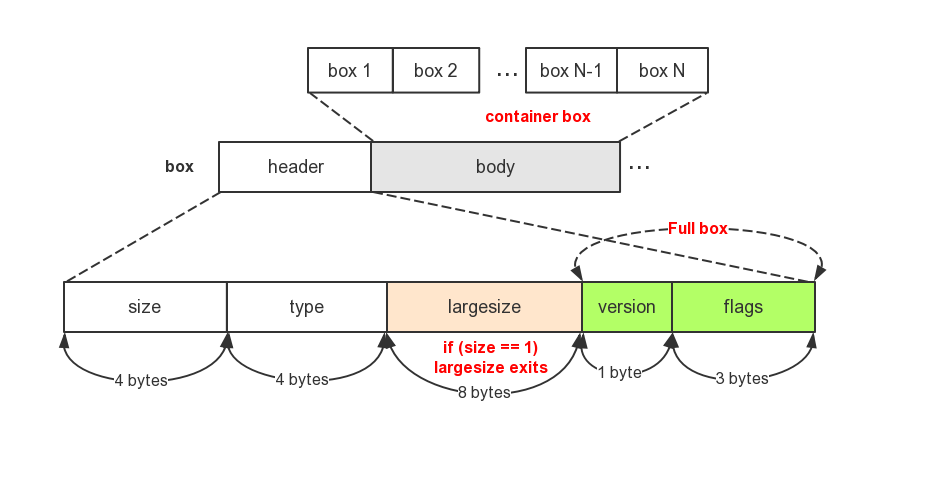 box 1 box 2 ... box N-1 box N
container box
box header body ...
Full box
size type largesize version flags
if (size == 1)
largesize exits
4 bytes 4 bytes 8 bytes 1 byte 3 bytes